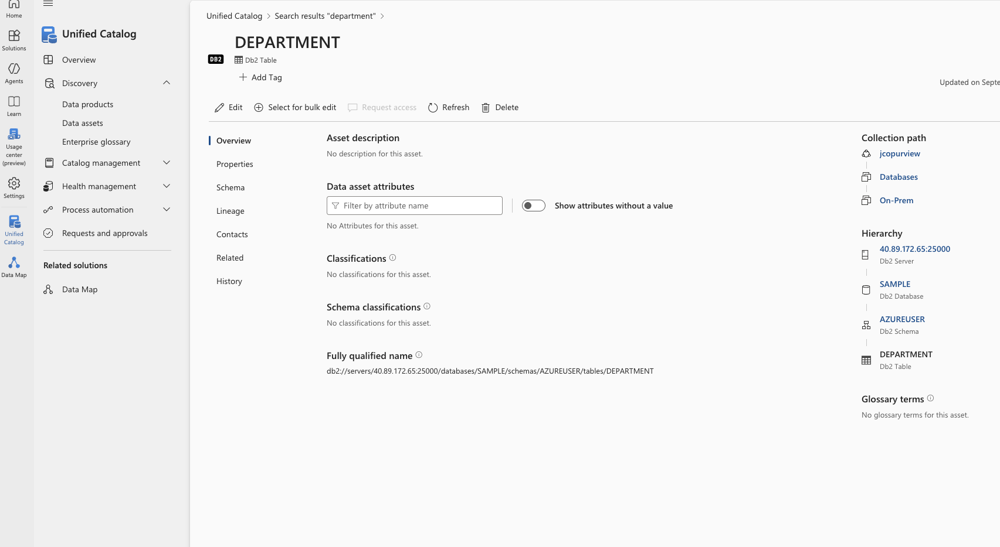 Home
Solutions
Agents
Learn
Usage
center
(preview)
Settings
Unified
Catalog
Data Map
Unified Catalog
Overview
Discovery
Data products
Data assets
Enterprise glossary
Catalog management
Health management
Process automation
Requests and approvals
Related solutions
Data Map
Unified Catalog > Search results "department" >
DEPARTMENT
DB2
Db2 Table
Add Tag
Updated on Septe
Edit Select for bulk edit Request access Refresh Delete
Overview
Properties
Schema
Lineage
Contacts
Related
History
Asset description
No description for this asset.
Data asset attributes
Filter by attribute name
Show attributes without a value
No Attributes for this asset.
Classifications
No classifications for this asset.
Schema classifications
No classifications for this asset.
Fully qualified name
db2://servers/40.89.172.65:25000/databases/SAMPLE/schemas/AZUREUSER/tables/DEPARTMENT
Collection path
jcopurview
Databases
On-Prem
Hierarchy
40.89.172.65:25000
Db2 Server
SAMPLE
Db2 Database
AZUREUSER
Db2 Schema
DEPARTMENT
Db2 Table
Glossary terms
No glossary terms for this asset.